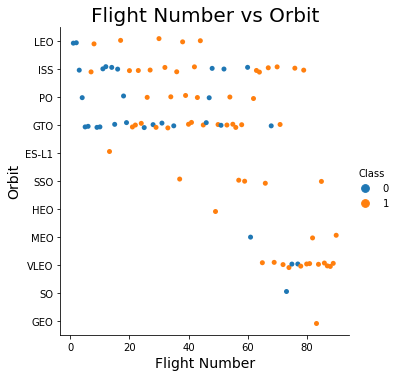 Flight Number vs Orbit
LEO
ISS
PO
GTO
ES-L1
SSO
HEO
MEO
VLEO
SO
GEO
Orbit
0 20 40 60 80
Flight Number
Class
0
1